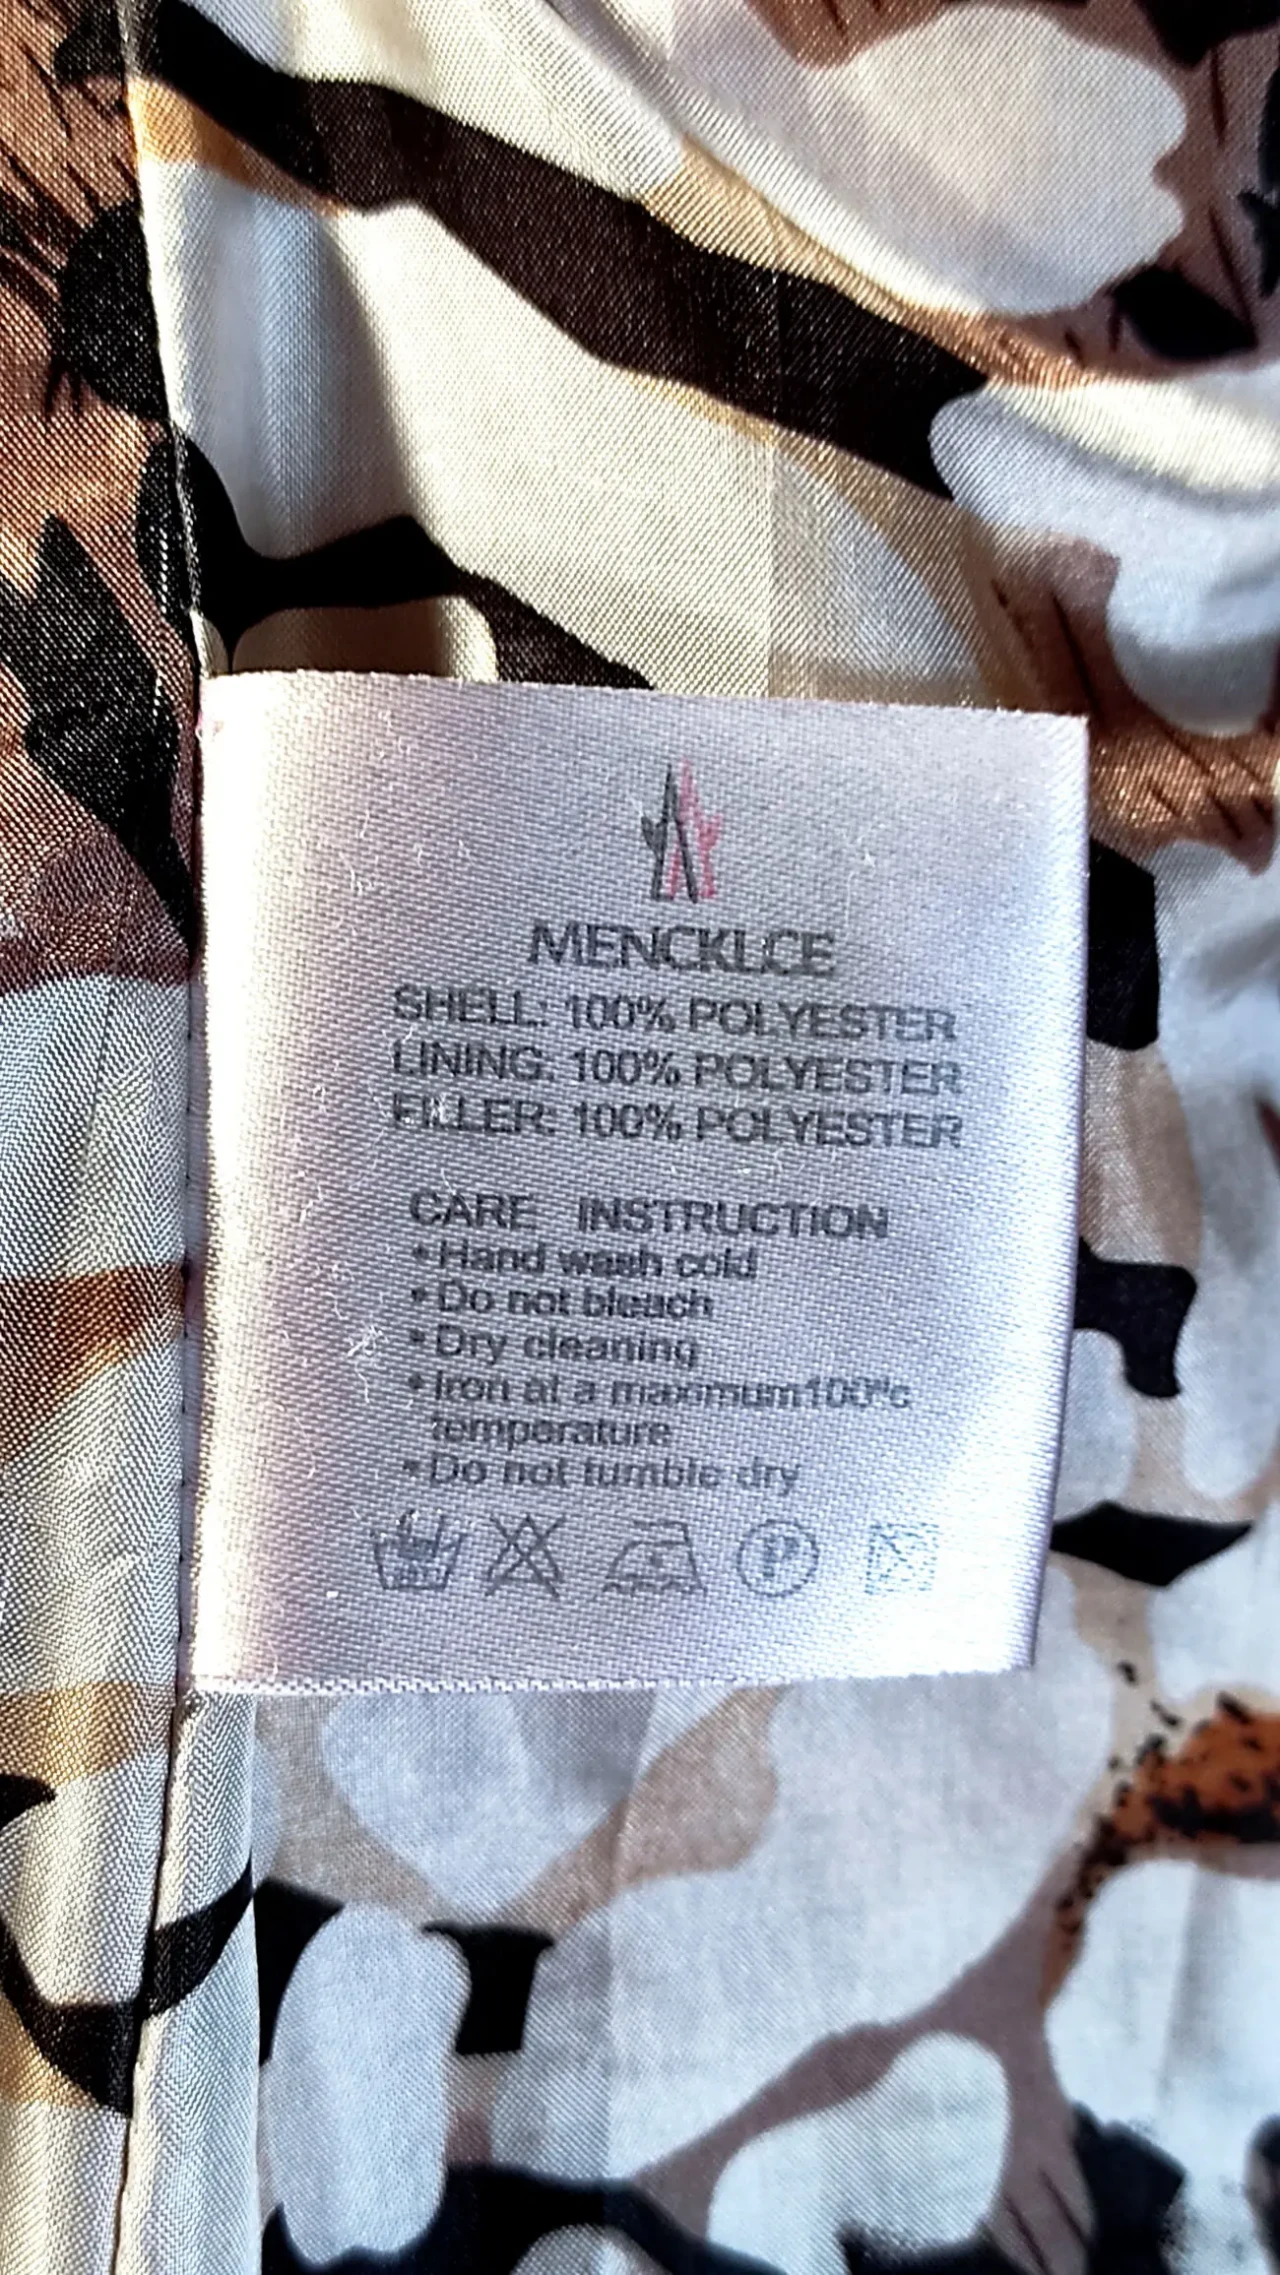 MENCKLCE
SHELL: 100% POLYESTER
LINING: 100% POLYESTER
FILLER: 100% POLYESTER
CARE INSTRUCTION
•Hand wash cold
•Do not bleach
•Dry cleaning
•Iron at a maximum100°c
temperature
•Do not tumble dry
P